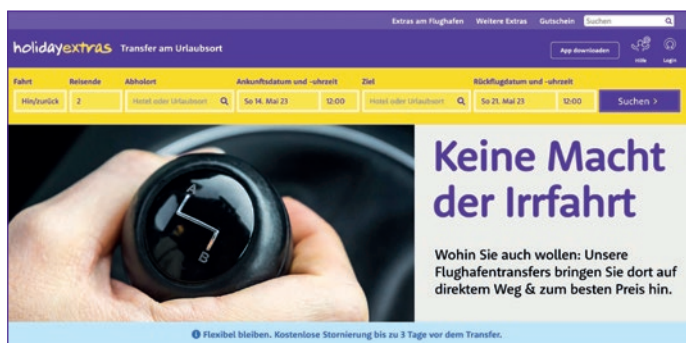 Extras am Flughafen Weitere Extras Gutschein Suchen
holidayextras Transfer am Urlaubsort App downloaden Hilfe Login
Fahrt Reisende Abholort Ankunftsdatum und -uhrzeit Ziel Rückflugdatum und -uhrzeit
Hin/zurück 2 Hotel oder Urlaubsort So 14. Mai 23 12:00 Hotel oder Urlaubsort So 21. Mai 23 12:00 Suchen >
Keine Macht
der Irrfahrt
A
B
Wohin Sie auch wollen: Unsere
Flughafentransfers bringen Sie dort auf
direktem Weg & zum besten Preis hin.
Flexibel bleiben. Kostenlose Stornierung bis zu 3 Tage vor dem Transfer.